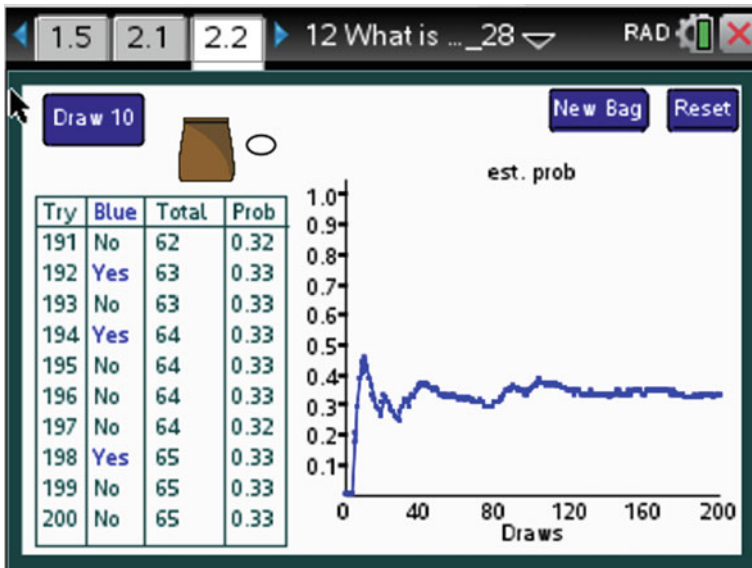 1.5 2.1 2.2 12 What is ..._28 RAD
Draw 10
New Bag Reset
est. prob
Try Blue Total Prob
191 No 62 0.32
192 Yes 63 0.33
193 No 63 0.33
194 Yes 64 0.33
195 No 64 0.33
196 No 64 0.33
197 No 64 0.32
198 Yes 65 0.33
199 No 65 0.33
200 No 65 0.33
1.0
0.9
0.8
0.7
0.6
0.5
0.4
0.3
0.2
0.1
0 40 80 120 160 200
Draws